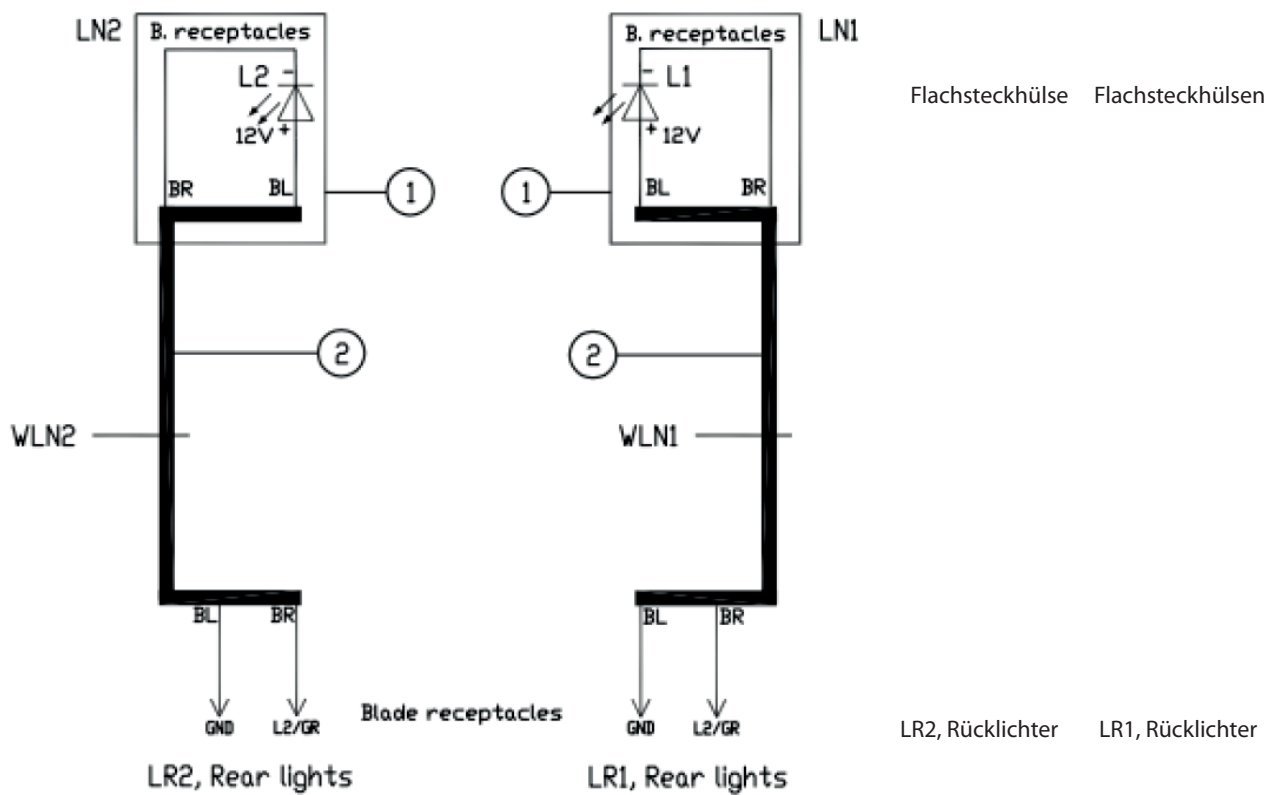 LN2
B. receptacles
B. receptacles
LN1
L2
-
-
L1
Flachsteckhülse
Flachsteckhülsen
12V
+
+
12V
BR
BL
1
1
BL
BR
2
2
WLN2
WLN1
BL
BR
BL
BR
GND
L2/GR
Blade receptacles
GND
L2/GR
LR2, Rücklichter
LR1, Rücklichter
LR2, Rear lights
LR1, Rear lights